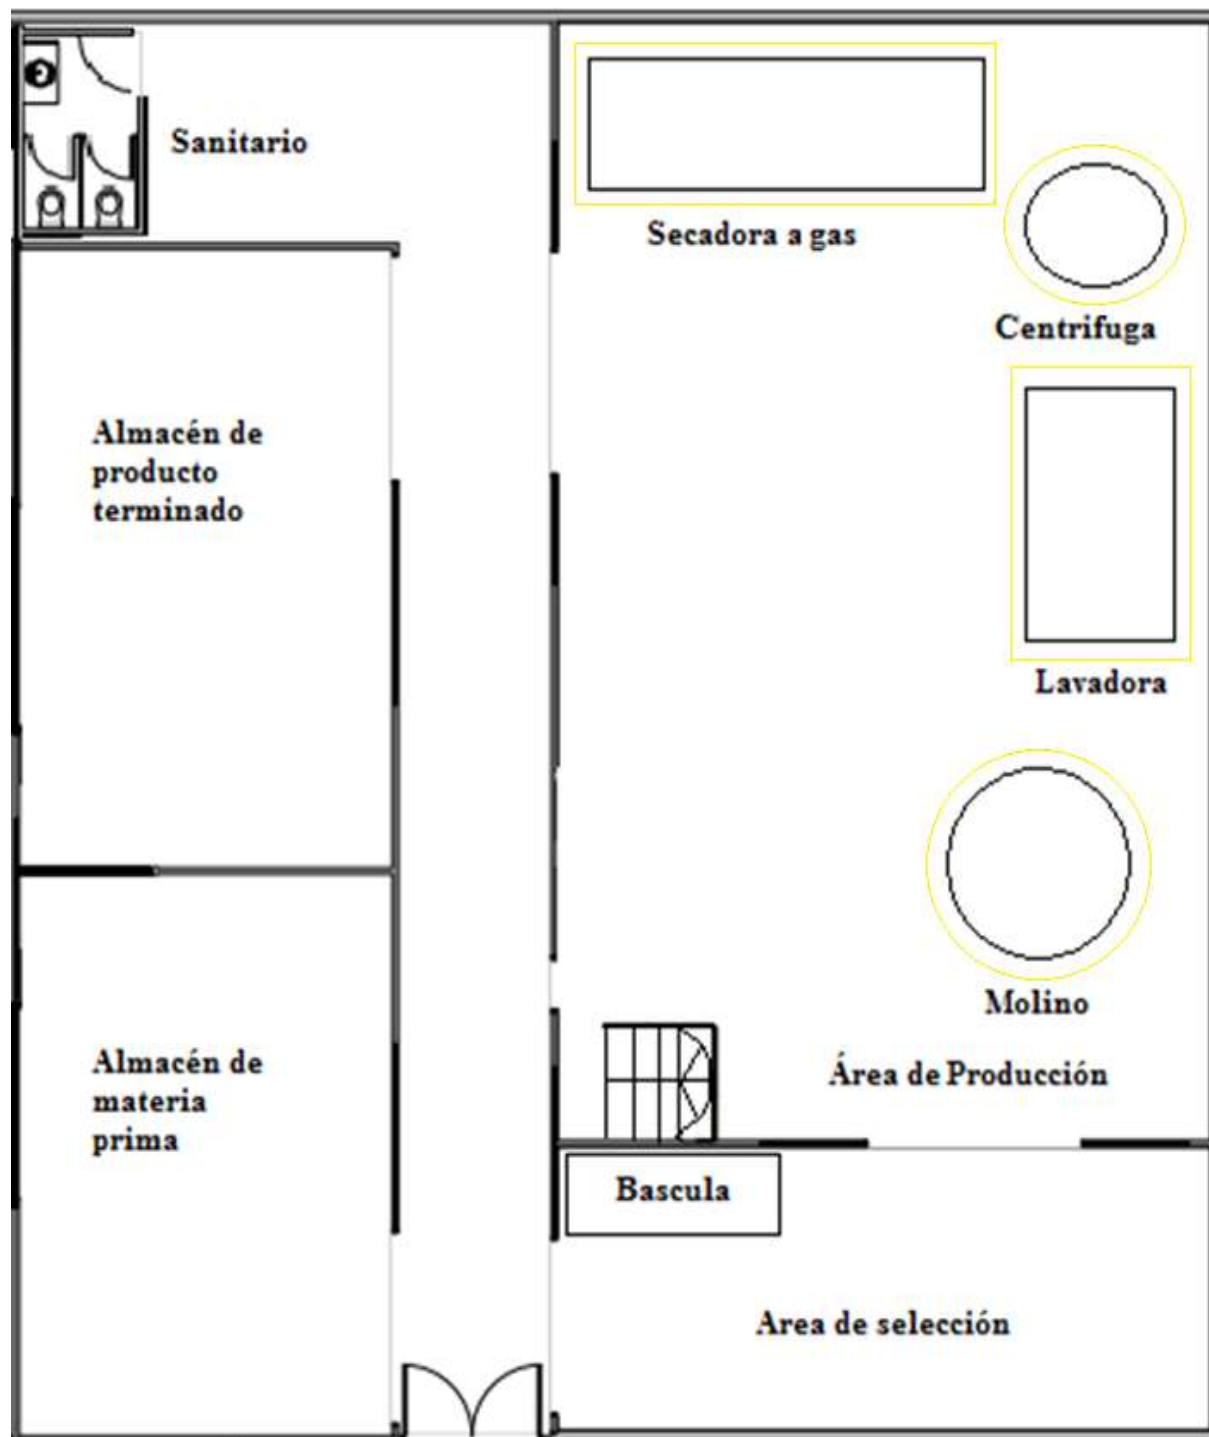 Sanitario
Secadora a gas
Centrifuga
Almacén de
producto
terminado
Lavadora
Molino
Almacén de
materia
prima
Área de Producción
Bascula
Area de selección